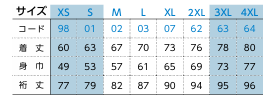 サイズ XS S M L XL 2XL 3XL 4XL
コード 98 01 02 03 07 62 63 64
着丈 60 63 67 70 73 76 78 80
身巾 49 53 57 61 65 69 73 77
裄丈 77 79 82 87 90 94 95 96